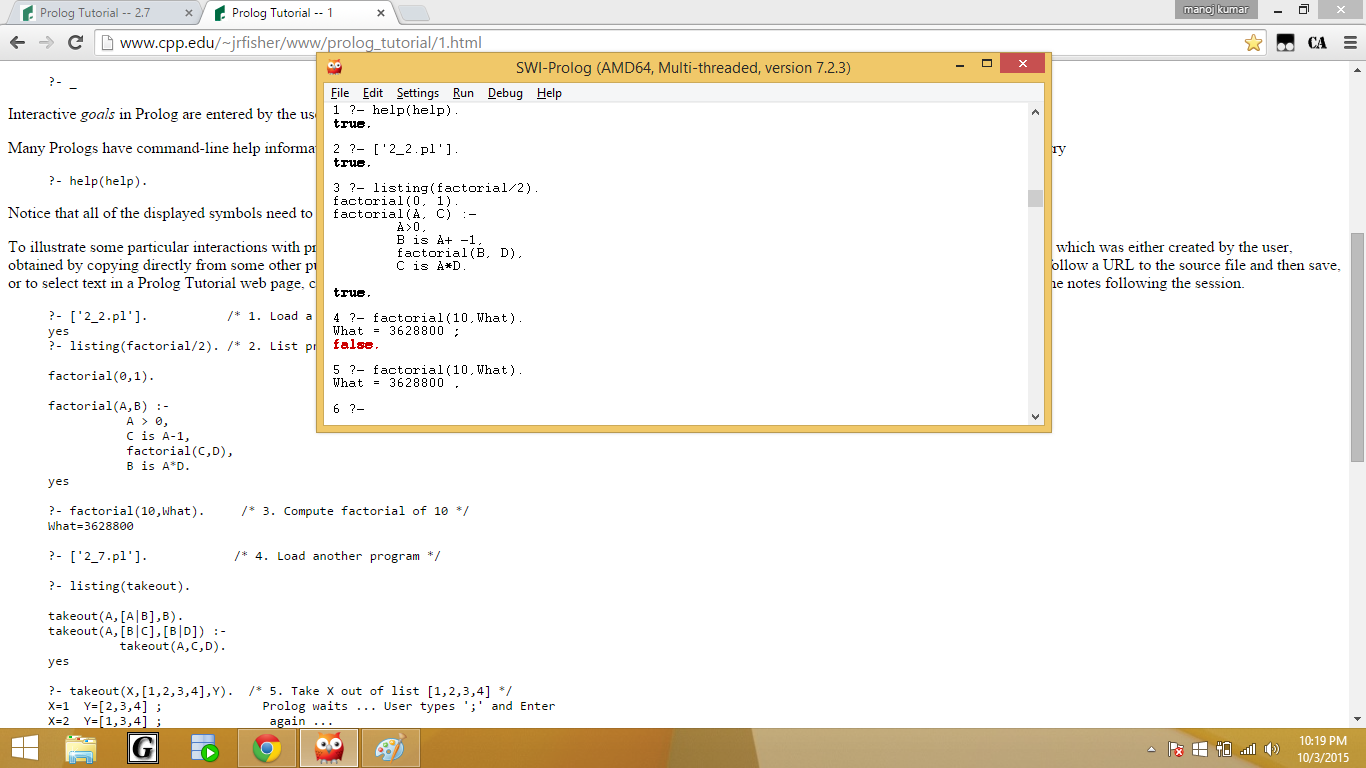 Prolog Tutorial -- 2.7
Prolog Tutorial -- 1
manoj kumar
www.cpp.edu/~jrfisher/www/prolog_tutorial/1.html
CA
?- _
Interactive goals in Prolog are entered by the
Many Prologs have command-line help
?- help(help).
Notice that all of the displayed symbols need to
To illustrate some particular interactions with
which was either created by the user,
obtained by copying directly from some other
follow a URL to the source file and then save,
or to select text in a Prolog Tutorial web page,
notes following the session.
?- ['2_2.pl']. /* 1. Load a
yes
?- listing(factorial/2). /* 2. List
factorial(0,1).
factorial(A,B) :-
A > 0,
C is A-1,
factorial(C,D),
B is A*D.
yes
?- factorial(10,What). /* 3. Compute factorial of 10 */
What=3628800
?- ['2_7.pl']. /* 4. Load another program */
?- listing(takeout).
takeout(A,[A|B],B).
takeout(A,[B|C],[B|D]) :-
takeout(A,C,D).
yes
?- takeout(X,[1,2,3,4],Y). /* 5. Take X out of list [1,2,3,4] */
X=1 Y=[2,3,4] ; Prolog waits ... User types ';' and Enter
X=2 Y=[1,3,4] ; again ...
SWI-Prolog (AMD64, Multi-threaded, version 7.2.3)
File Edit Settings Run Debug Help
1 ?- help(help).
true.
2 ?- ['2_2.pl'].
true.
3 ?- listing(factorial/2).
factorial(0, 1).
factorial(A, C) :-
A>0,
B is A+ -1,
factorial(B, D),
C is A*D.
true.
4 ?- factorial(10,What).
What = 3628800 ;
false.
5 ?- factorial(10,What).
What = 3628800 .
6 ?-
G
10:19 PM
10/3/2015